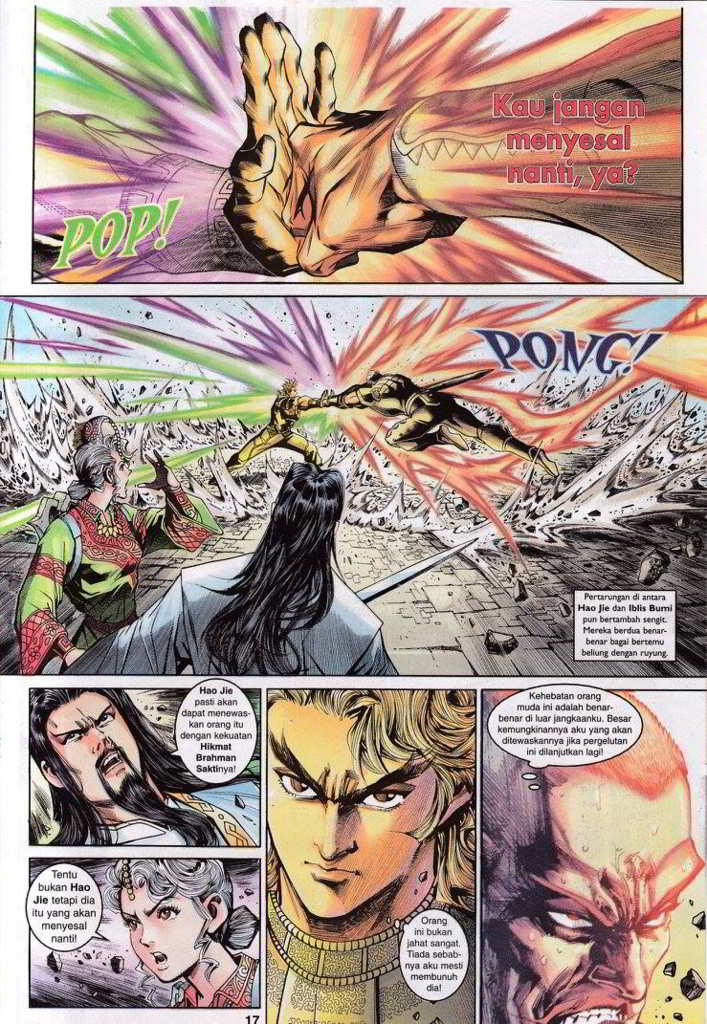 Kau jangan
menyesal
nanti, ya?
POP!
PONG!
Pertarungan di antara
Hao Jie dan Iblis Bumi
pun bertambah sengit.
Mereka berdua benar-
benar bagai bertemu
beliung dengan ruyung.
Hao Jie
pasti akan
dapat menewas-
kan orang itu
dengan kekuatan
Hikmat
Brahman
Saktinya!
Tentu
bukan Hao
Jie tetapi dia
itu yang akan
menyesal
nanti!
Orang
ini bukan
jahat sangat.
Tiada sebab-
nya aku mesti
membunuh
dia!
Kehebatan orang
muda ini adalah benar-
benar di luar jangkaanku. Besar
kemungkinannya aku yang akan
ditewaskannya jika pergelutan
ini dilanjutkan lagi!
17